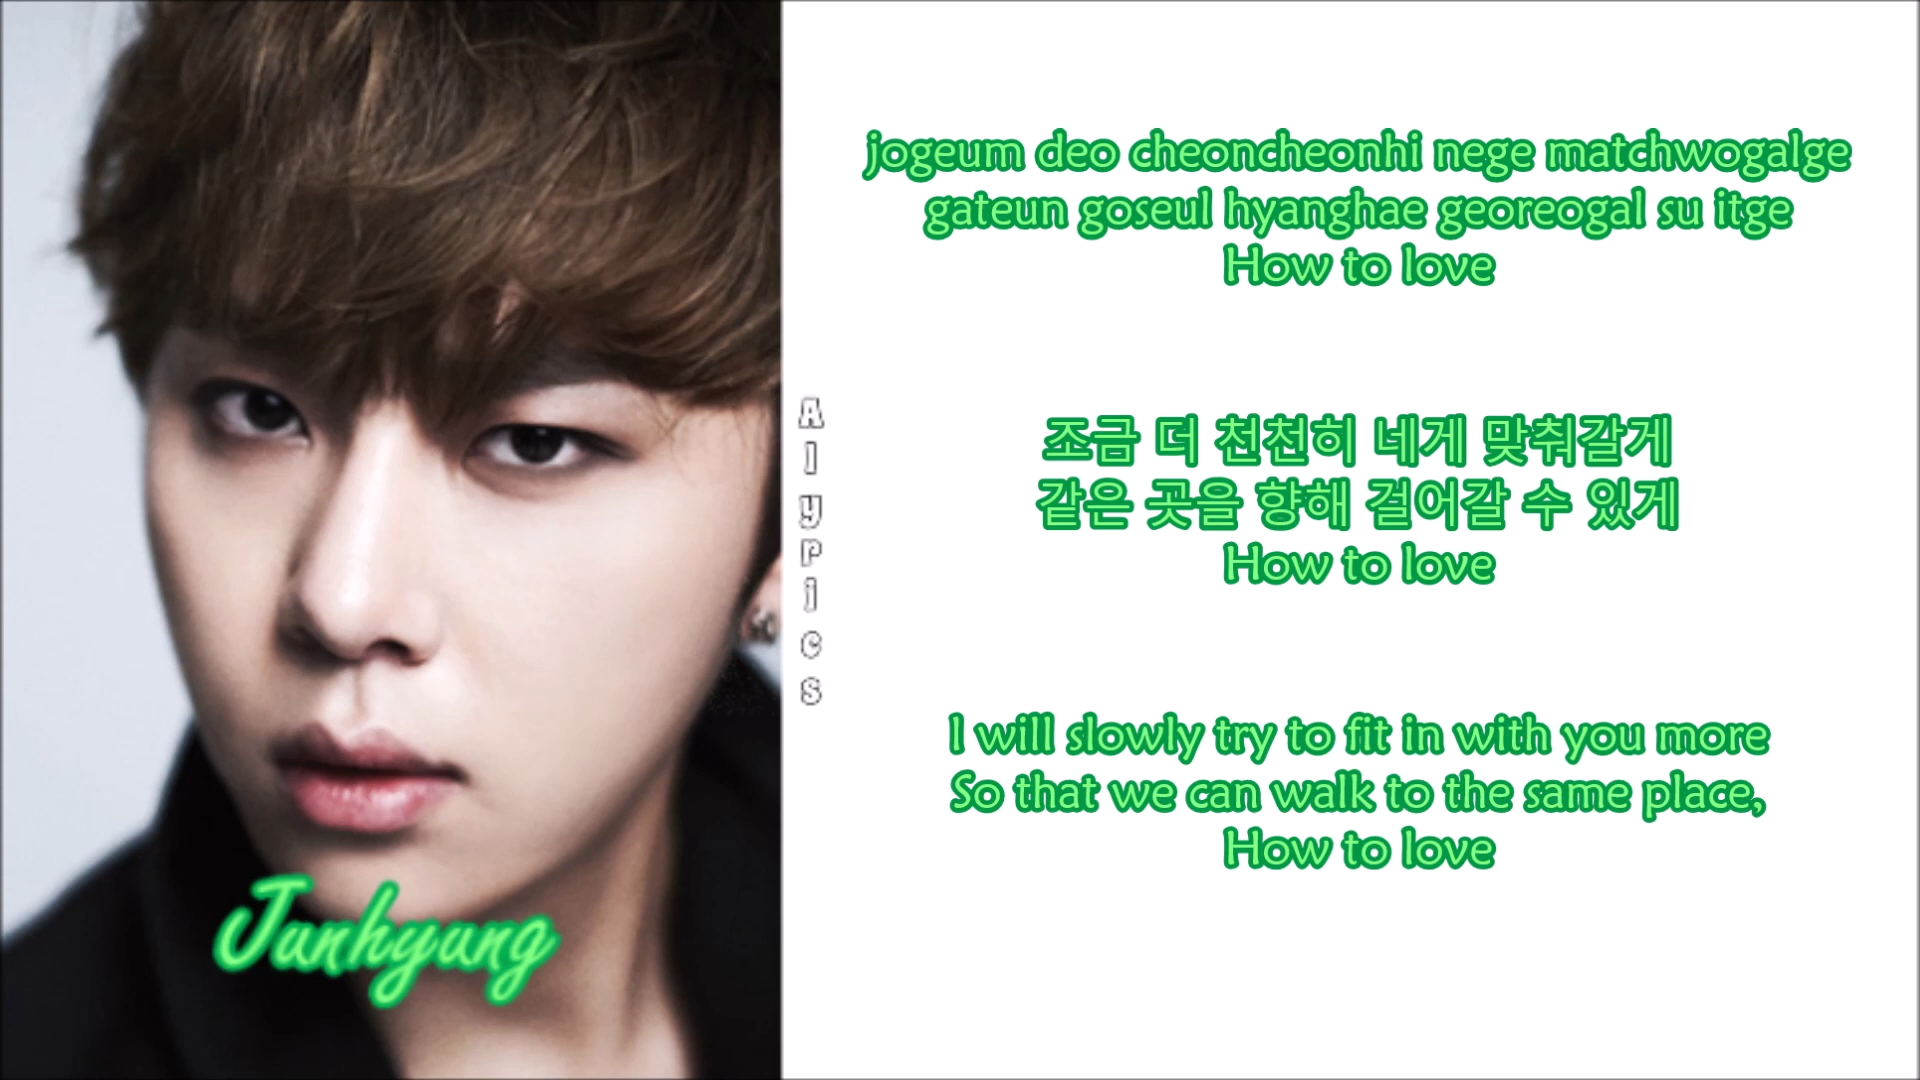 jogeum deo cheoncheonhi nege matchwogalge
gateun goseul hyanghae georeogal su itge
How to love
조금 더 천천히 네게 맞춰갈게
같은 곳을 향해 걸어갈 수 있게
How to love
I will slowly try to fit in with you more
So that we can walk to the same place,
How to love
Alypics
Junhyung